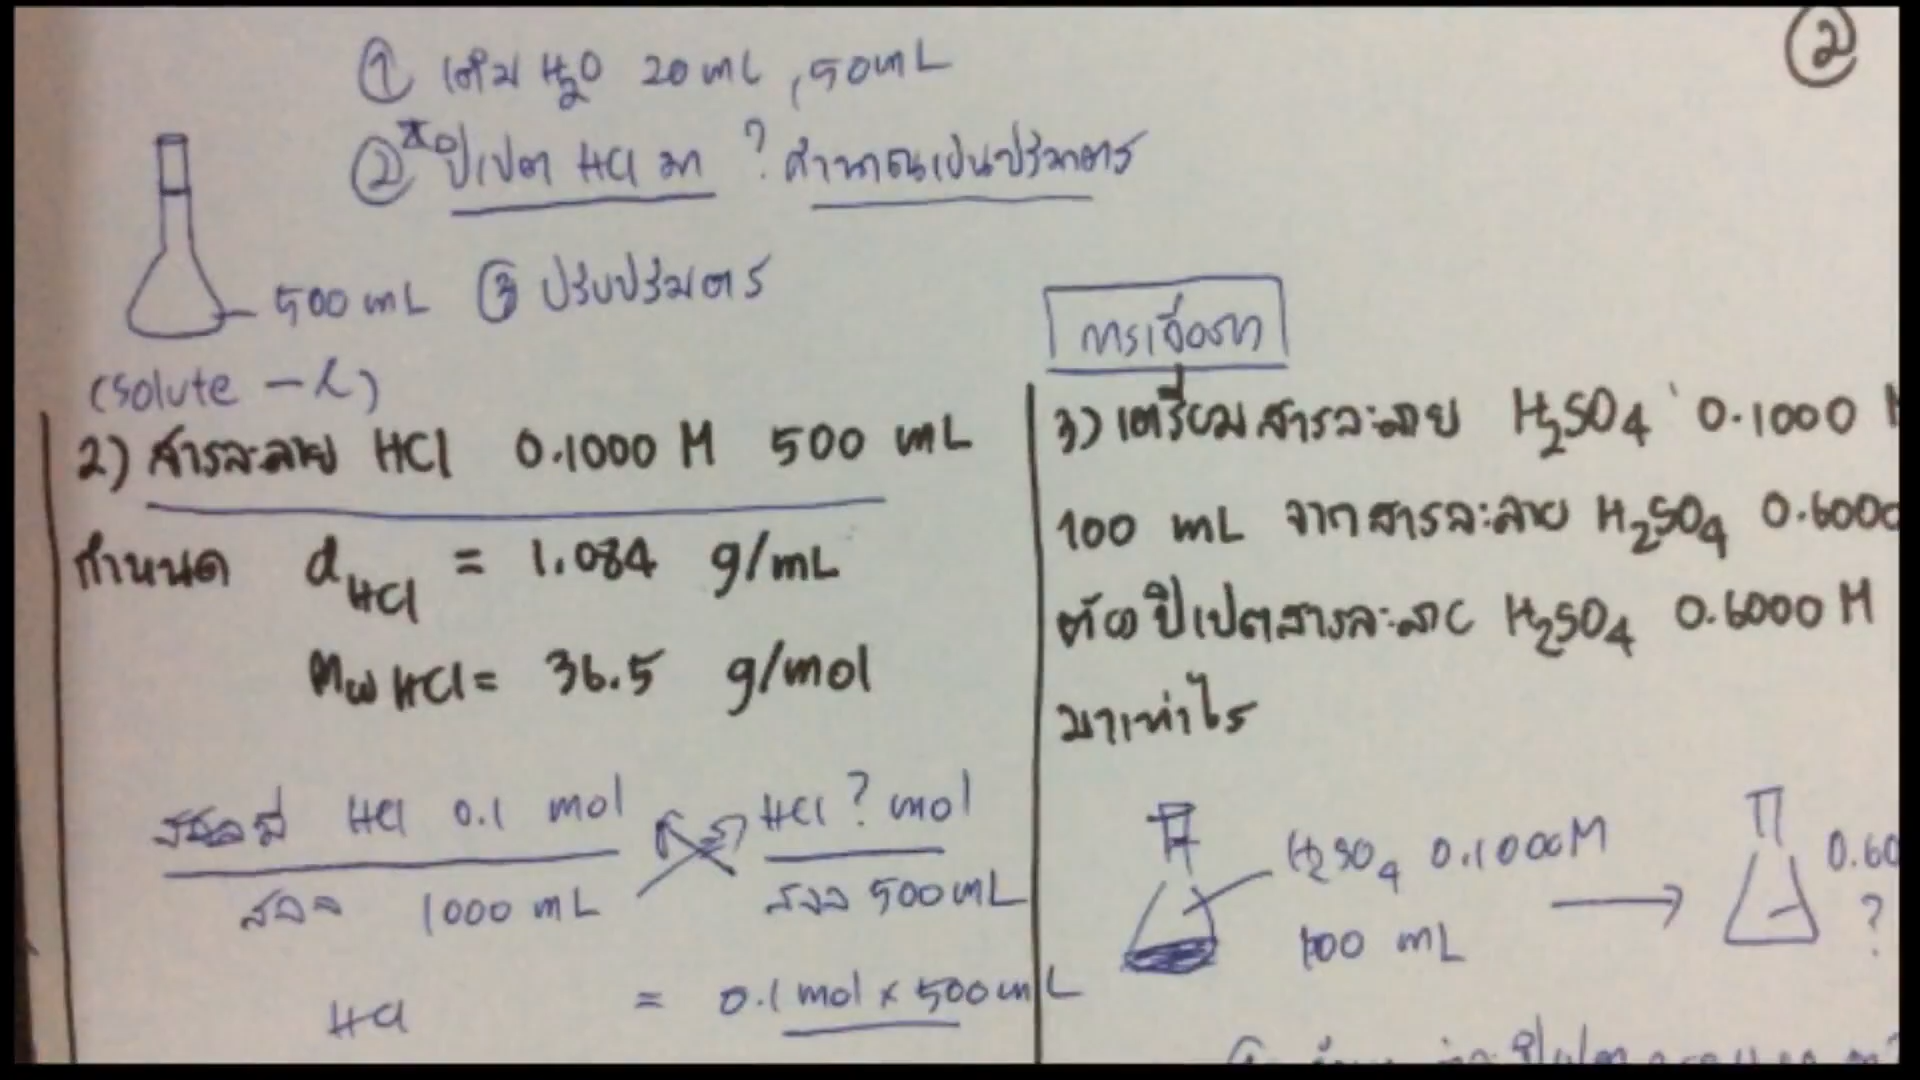 ②
① เติม H₂O 20 mL, 50 mL
② * ปิเปต HCl มา ? คำนวณเป็นปริมาตร
500 mL ③ ปรับปริมาตร
(solute - l)
2) สารละลาย HCl 0.1000 M 500 mL
กำหนด d HCl = 1.084 g/mL
Mw HCl = 36.5 g/mol
HCl 0.1 mol HCl ? mol
สลล 1000 mL สลล 500 mL
HCl = 0.1 mol x 500 mL
การเจือจาง
3) เตรียมสารละลาย H₂SO₄ 0.1000 M
100 mL จากสารละลาย H₂SO₄ 0.6000
ต้องปิเปตสารละลาย H₂SO₄ 0.6000 M
มาเท่าไร
H₂SO₄ 0.1000 M → 0.60
100 mL ?